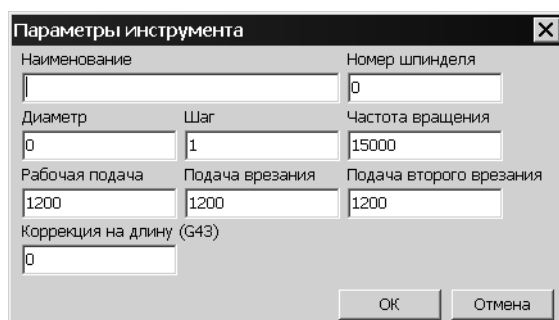 Параметры инструмента
Наименование Номер шпинделя
0
Диаметр Шаг Частота вращения
0 1 15000
Рабочая подача Подача врезания Подача второго врезания
1200 1200 1200
Коррекция на длину (G43)
0
ОК Отмена